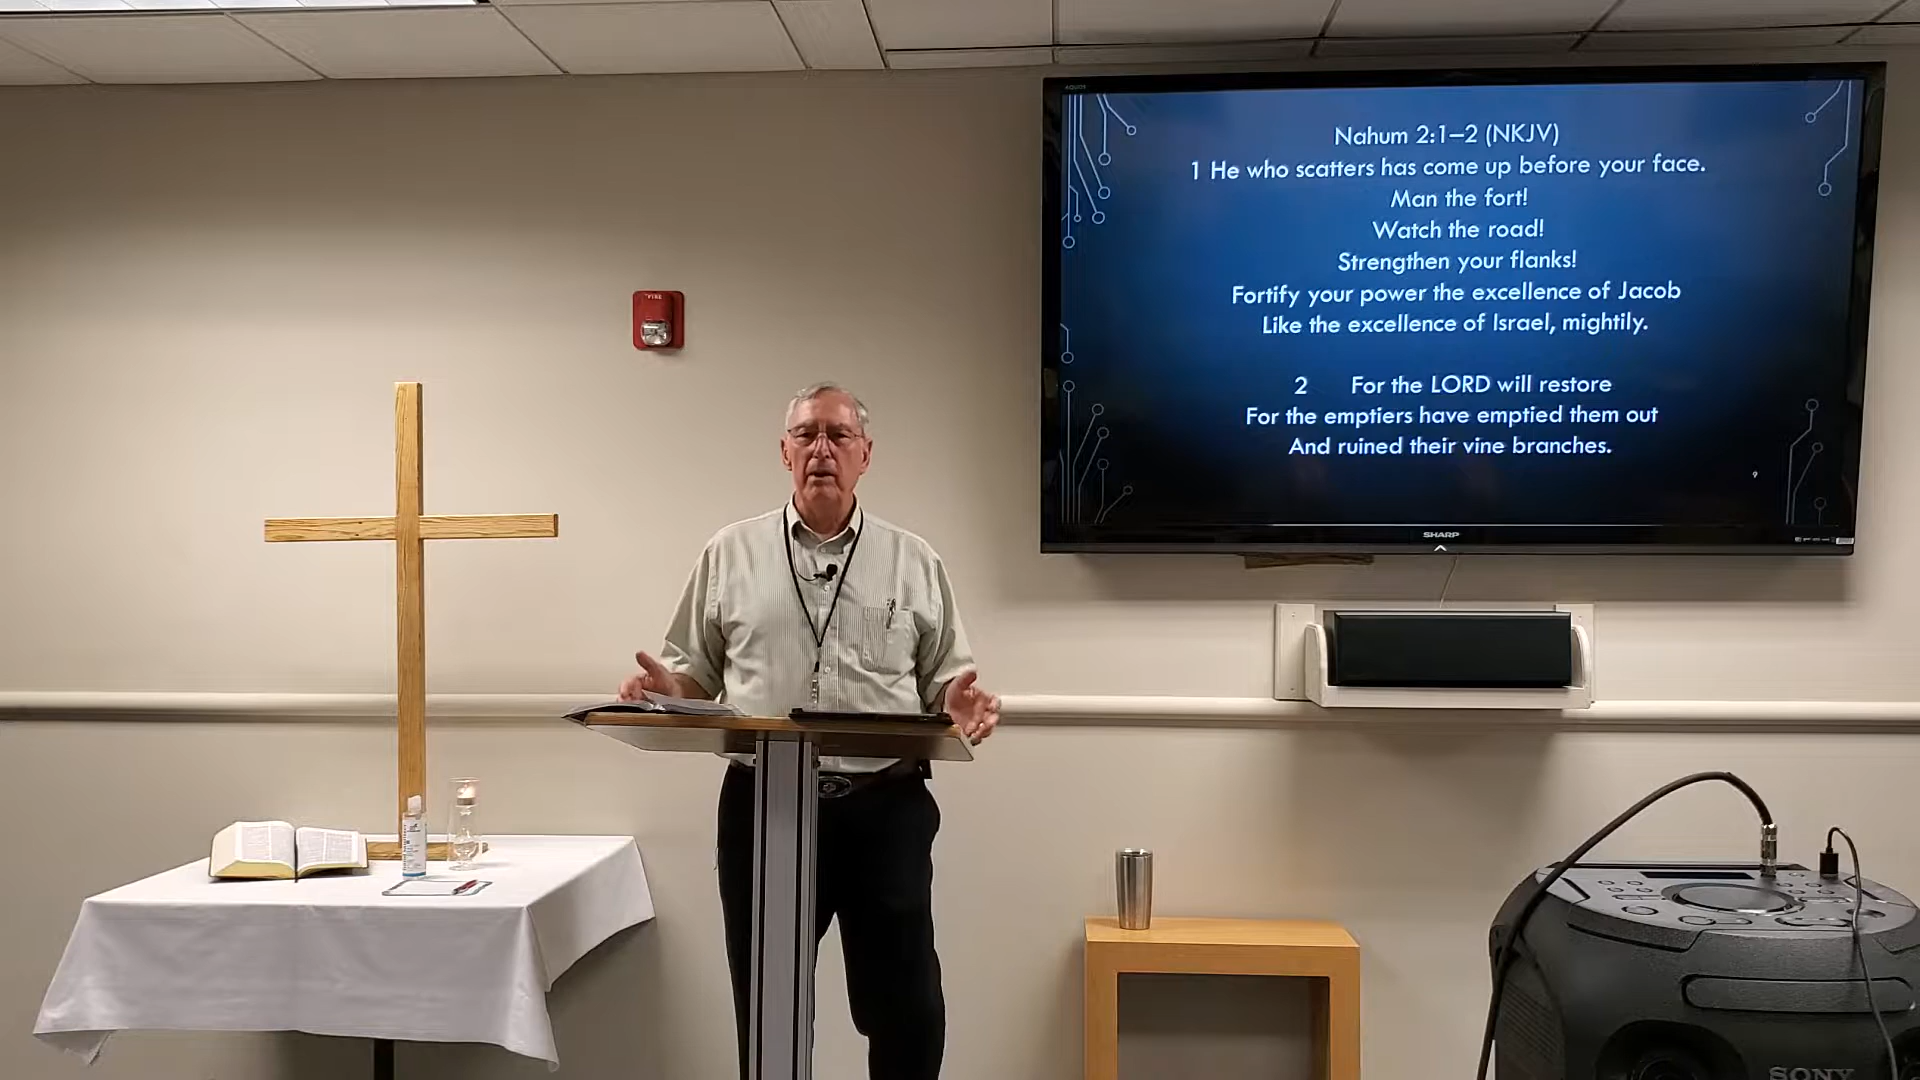 AQUOS
Nahum 2:1–2 (NKJV)
1 He who scatters has come up before your face.
Man the fort!
Watch the road!
Strengthen your flanks!
Fortify your power the excellence of Jacob
Like the excellence of Israel, mightily.
2 For the LORD will restore
For the emptiers have emptied them out
And ruined their vine branches.
9
SHARP
FIRE
SONY